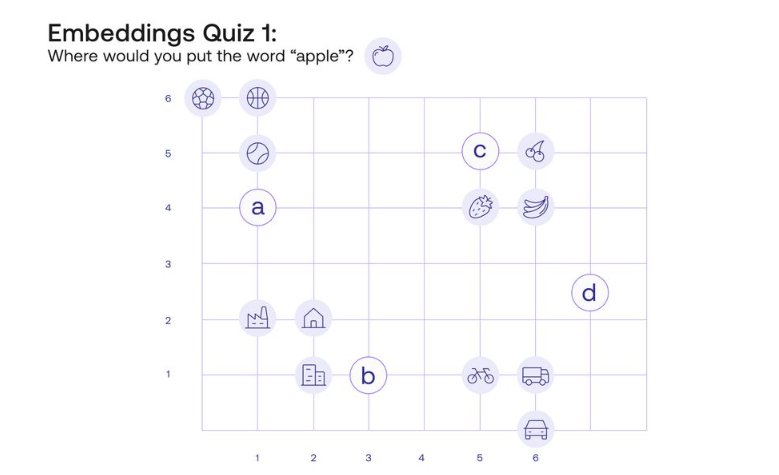 Embeddings Quiz 1:
Where would you put the word “apple”?
6
5
c
4
a
3
d
2
1
b
1 2 3 4 5 6